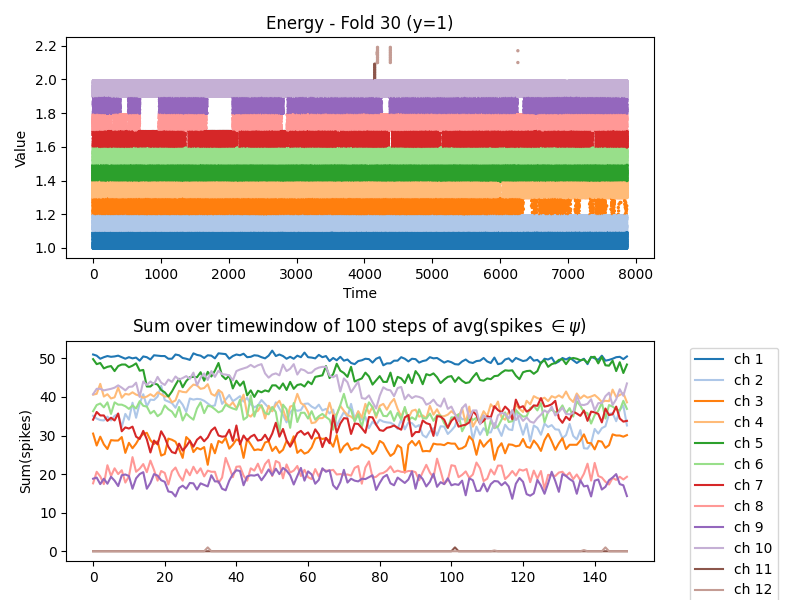 Energy - Fold 30 (y=1)
2.2
2.0
1.8
1.6
1.4
1.2
1.0
Value
0 1000 2000 3000 4000 5000 6000 7000 8000
Time
Sum over timewindow of 100 steps of avg(spikes ∈ψ)
50
40
30
20
10
0
Sum(spikes)
0 20 40 60 80 100 120 140
ch 1
ch 2
ch 3
ch 4
ch 5
ch 6
ch 7
ch 8
ch 9
ch 10
ch 11
ch 12